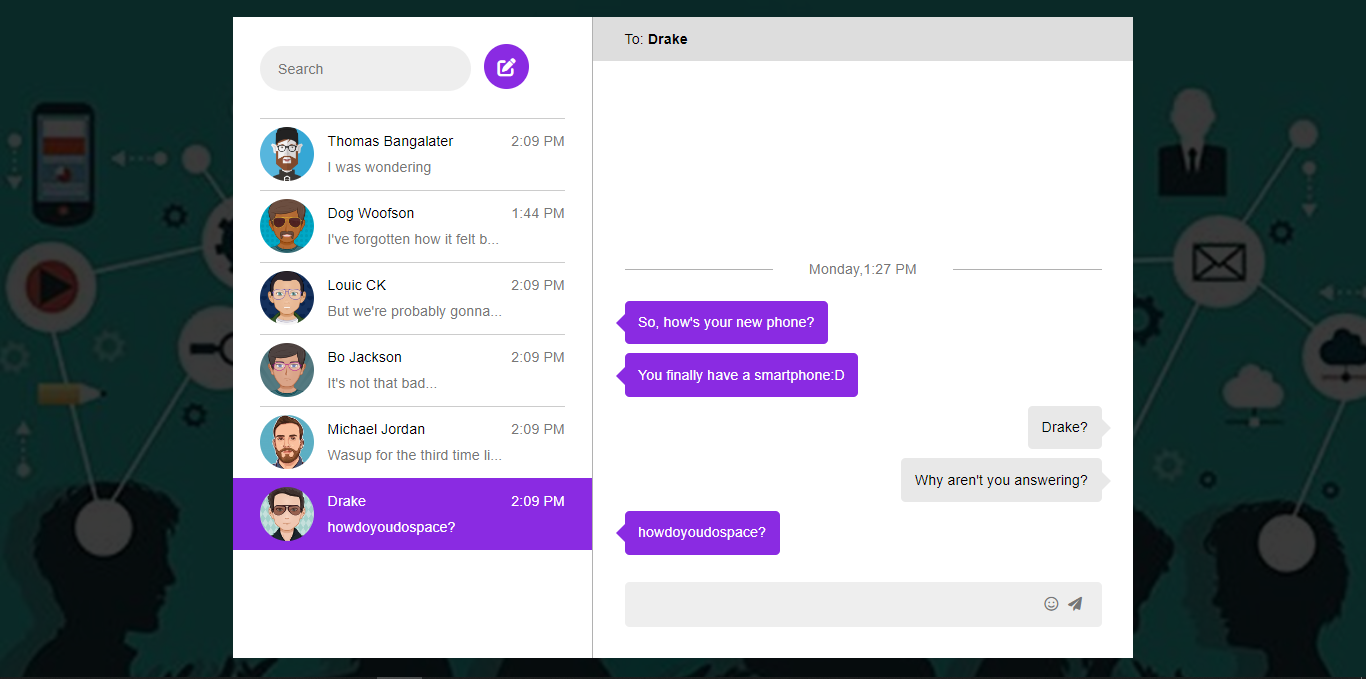 Search
Thomas Bangalater 2:09 PM
I was wondering
Dog Woofson 1:44 PM
I've forgotten how it felt b...
Louic CK 2:09 PM
But we're probably gonna...
Bo Jackson 2:09 PM
It's not that bad...
Michael Jordan 2:09 PM
Wasup for the third time li...
Drake 2:09 PM
howdoyoudospace?
To: Drake
Monday,1:27 PM
So, how's your new phone?
You finally have a smartphone:D
Drake?
Why aren't you answering?
howdoyoudospace?